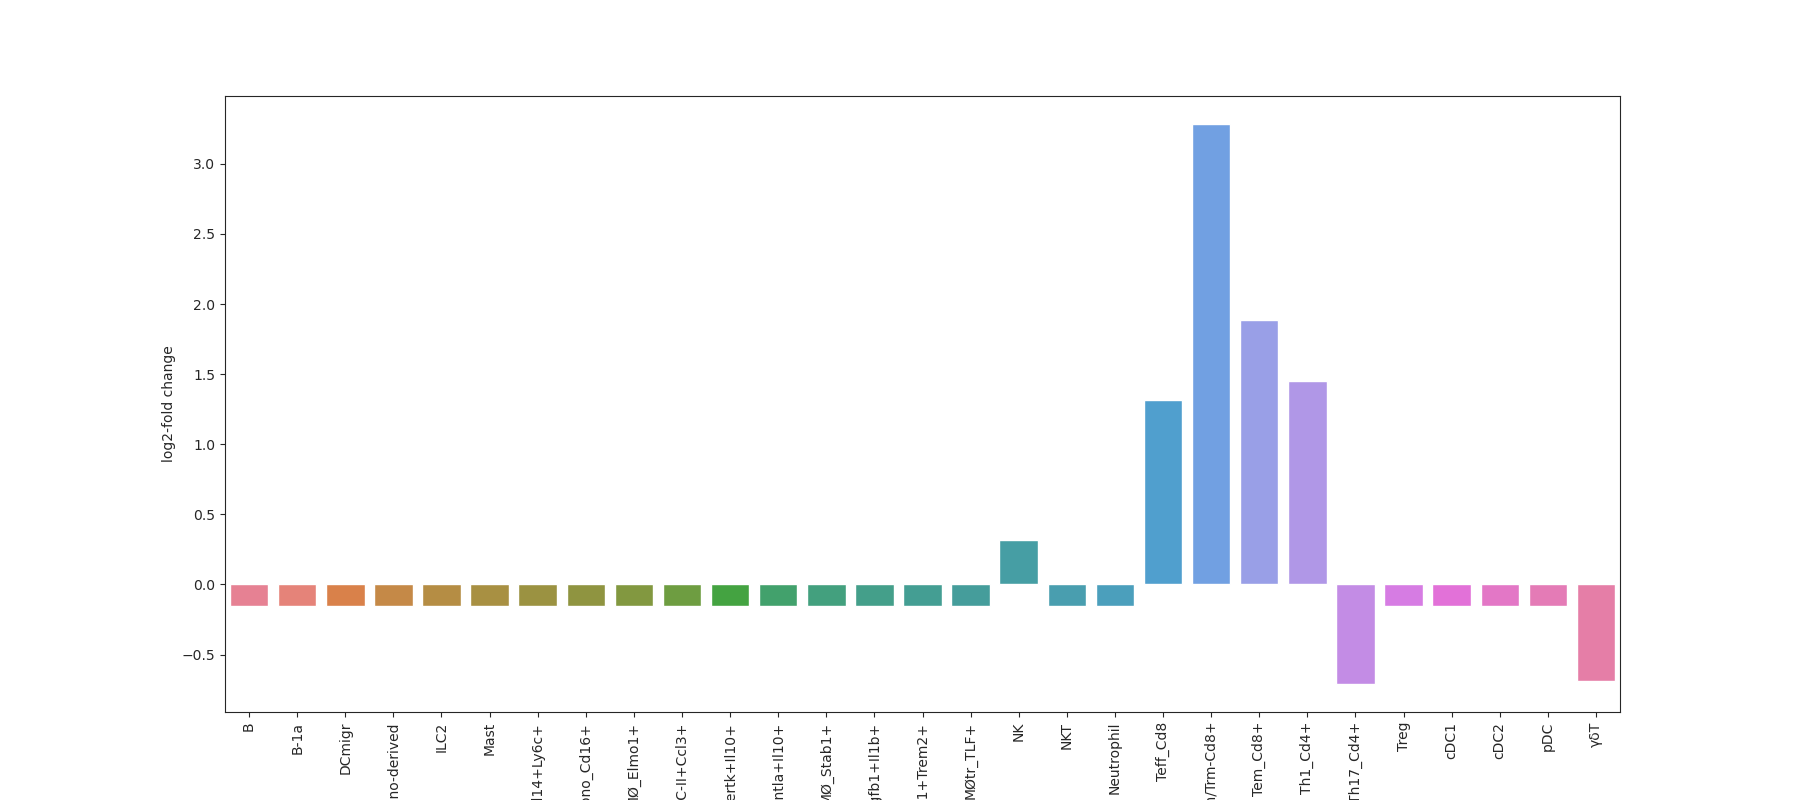 log2-fold change
3.0
2.5
2.0
1.5
1.0
0.5
0.0
−0.5
B
B-1a
DCmigr
no-derived
ILC2
Mast
l14+Ly6c+
ono_Cd16+
MØ_Elmo1+
C-II+Ccl3+
ertk+Il10+
ntla+Il10+
MØ_Stab1+
gfb1+Il1b+
1+Trem2+
MØtr_TLF+
NK
NKT
Neutrophil
Teff_Cd8
/Trm-Cd8+
Tem_Cd8+
Th1_Cd4+
Th17_Cd4+
Treg
cDC1
cDC2
pDC
γδT